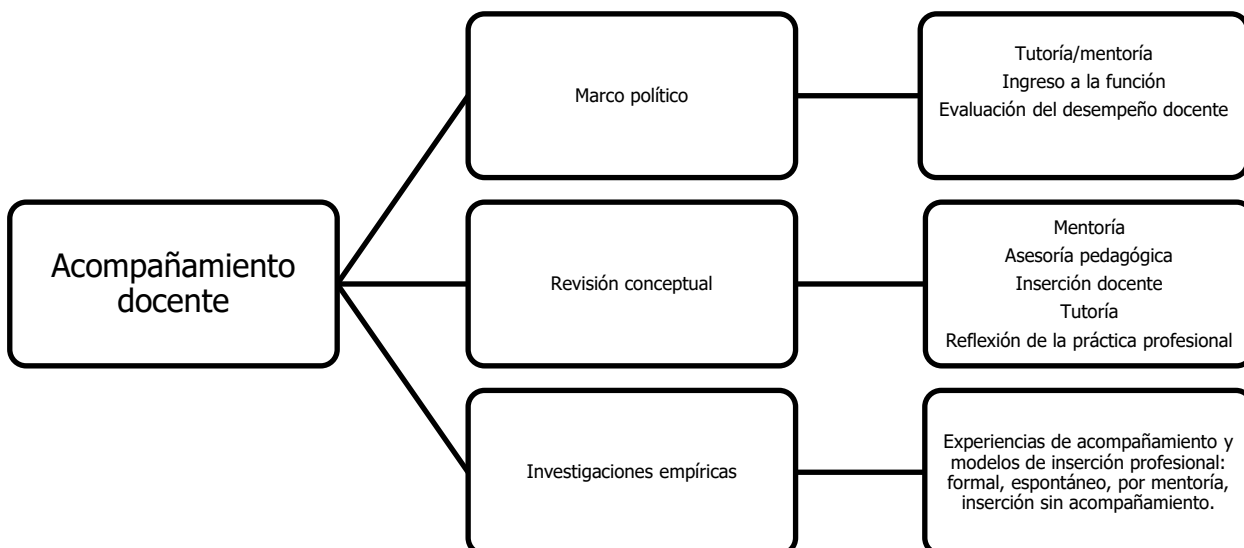 Acompañamiento
docente
Marco político
Tutoría/mentoría
Ingreso a la función
Evaluación del desempeño docente
Revisión conceptual
Mentoría
Asesoría pedagógica
Inserción docente
Tutoría
Reflexión de la práctica profesional
Investigaciones empíricas
Experiencias de acompañamiento y
modelos de inserción profesional:
formal, espontáneo, por mentoría,
inserción sin acompañamiento.